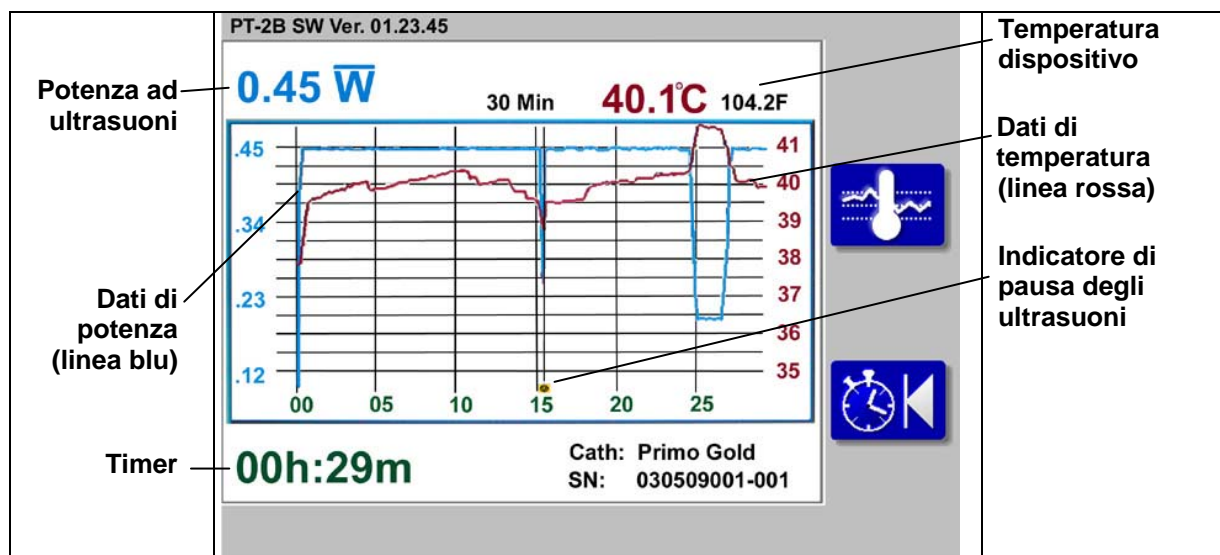 PT-2B SW Ver. 01.23.45
Potenza ad
ultrasuoni
0.45 W
30 Min
40.1°C
104.2F
Temperatura
dispositivo
Dati di
temperatura
(linea rossa)
Indicatore di
pausa degli
ultrasuoni
Dati di
potenza
(linea blu)
.45
.34
.23
.12
41
40
39
38
37
36
35
00 05 10 15 20 25
Timer
00h:29m
Cath: Primo Gold
SN: 030509001-001